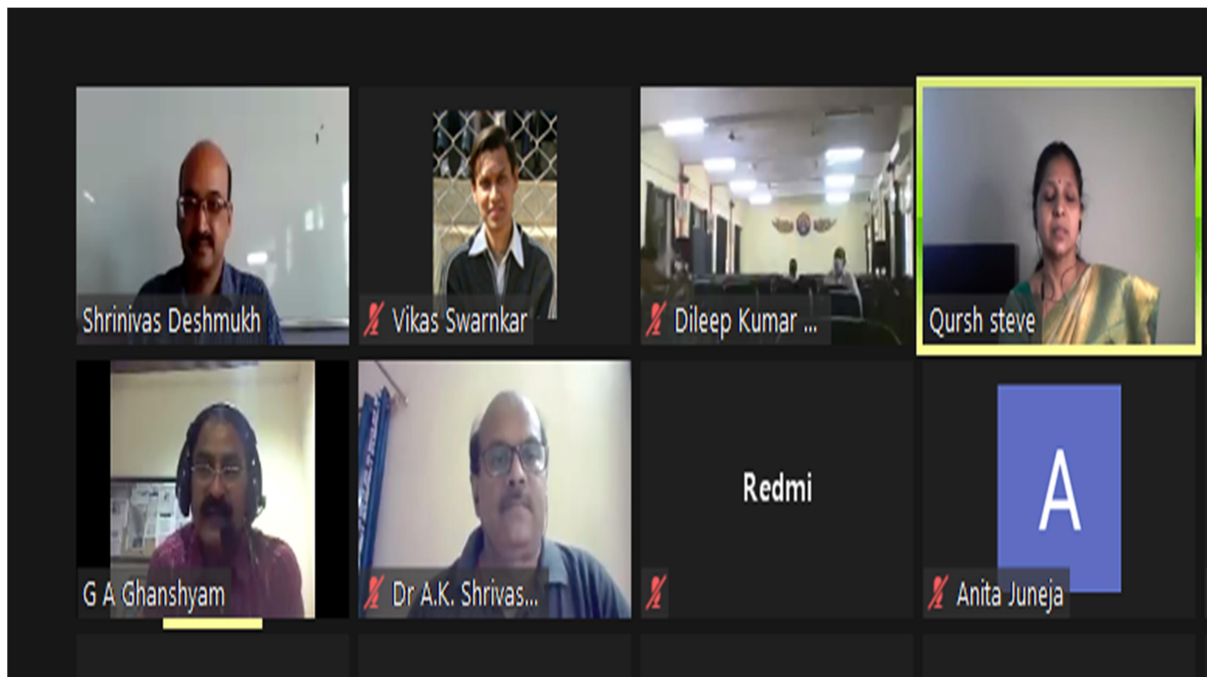 Shrinivas Deshmukh
Vikas Swarnkar
Dileep Kumar ...
Qursh steve
G A Ghanshyam
Dr A.K. Shrivas...
Redmi
A
Anita Juneja